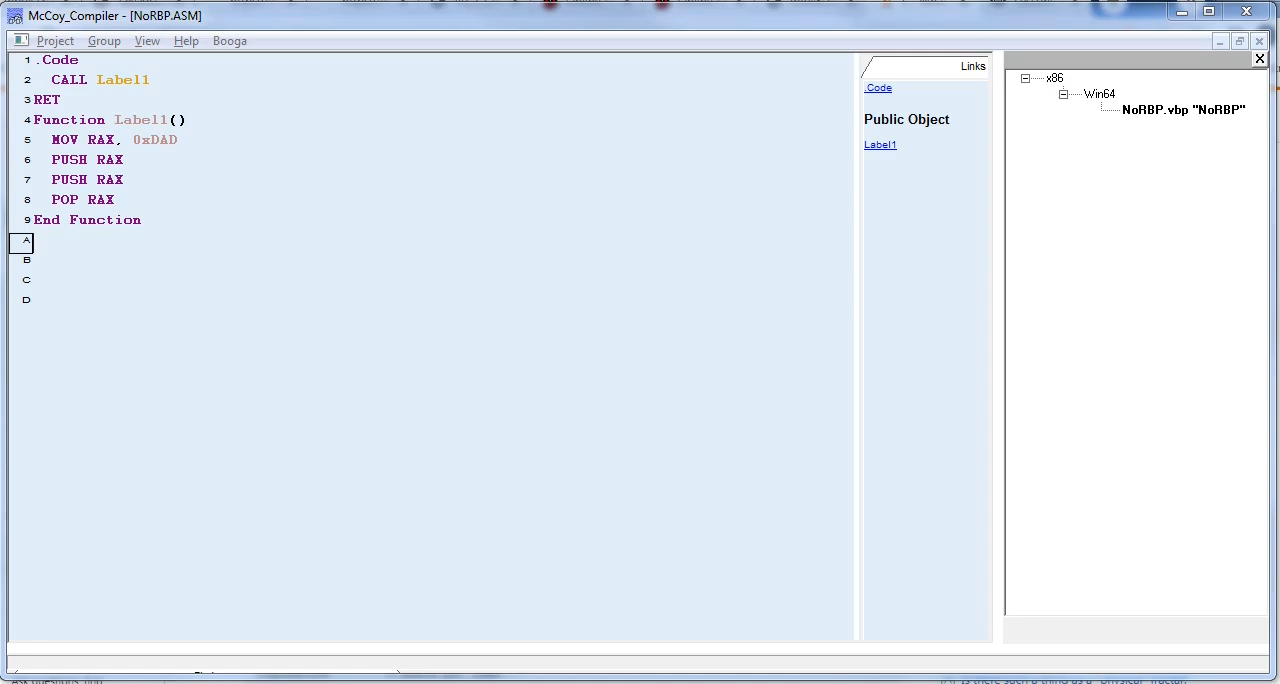 McCoy_Compiler - [NoRBP.ASM]
Project Group View Help Booga
1 .Code
2 CALL Label1
3 RET
4 Function Label1()
5 MOV RAX, 0xDAD
6 PUSH RAX
7 PUSH RAX
8 POP RAX
9 End Function
A
B
C
D
Links
.Code
Public Object
Label1
X
x86
Win64
NoRBP.vbp "NoRBP"